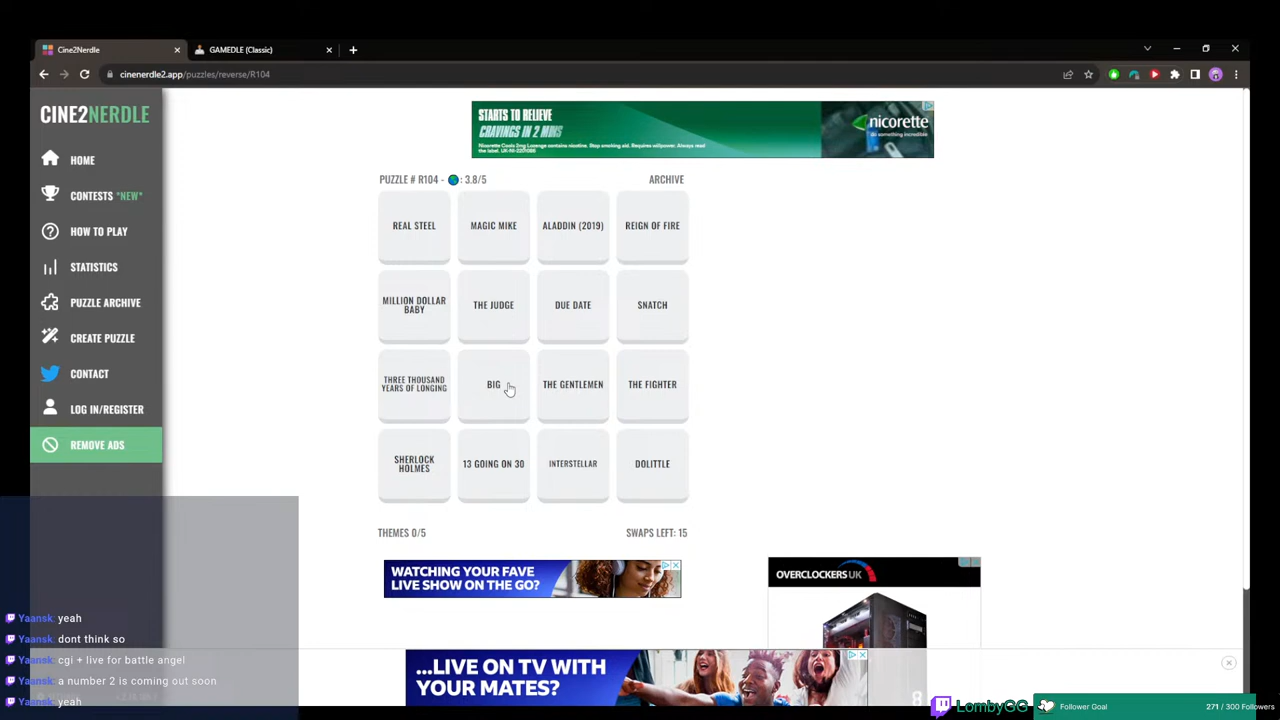 Cine2Nerdle
GAMEDLE (Classic)
cinenerdle2.app/puzzles/reverse/R104
CINE2NERDLE
HOME
CONTESTS *NEW*
HOW TO PLAY
STATISTICS
PUZZLE ARCHIVE
CREATE PUZZLE
CONTACT
LOG IN/REGISTER
REMOVE ADS
STARTS TO RELIEVE
CRAVINGS IN 2 MINS
nicorette
do something incredible
PUZZLE # R104 - : 3.8/5
ARCHIVE
REAL STEEL
MAGIC MIKE
ALADDIN (2019)
REIGN OF FIRE
MILLION DOLLAR
BABY
THE JUDGE
DUE DATE
SNATCH
THREE THOUSAND
YEARS OF LONGING
BIG
THE GENTLEMEN
THE FIGHTER
SHERLOCK
HOLMES
13 GOING ON 30
INTERSTELLAR
DOLITTLE
THEMES 0/5
SWAPS LEFT: 15
WATCHING YOUR FAVE
LIVE SHOW ON THE GO?
OVERCLOCKERS UK
...LIVE ON TV WITH
YOUR MATES?
Yaansk: yeah
Yaansk: dont think so
Yaansk: cgi + live for battle angel
Yaansk: a number 2 is coming out soon
Yaansk: yeah
LombyGG
Follower Goal
271 / 300 Followers